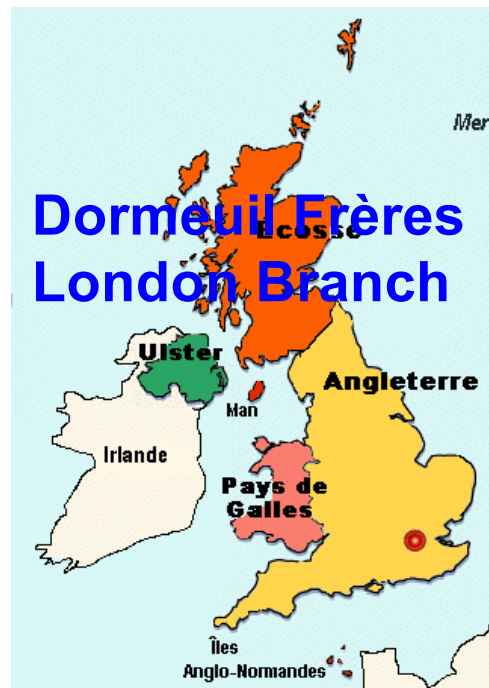 Mer
Dormeuil Frères
Ecosse
London Branch
Ulster
Angleterre
Man
Irlande
Pays de
Galles
Îles
Anglo-Normandes